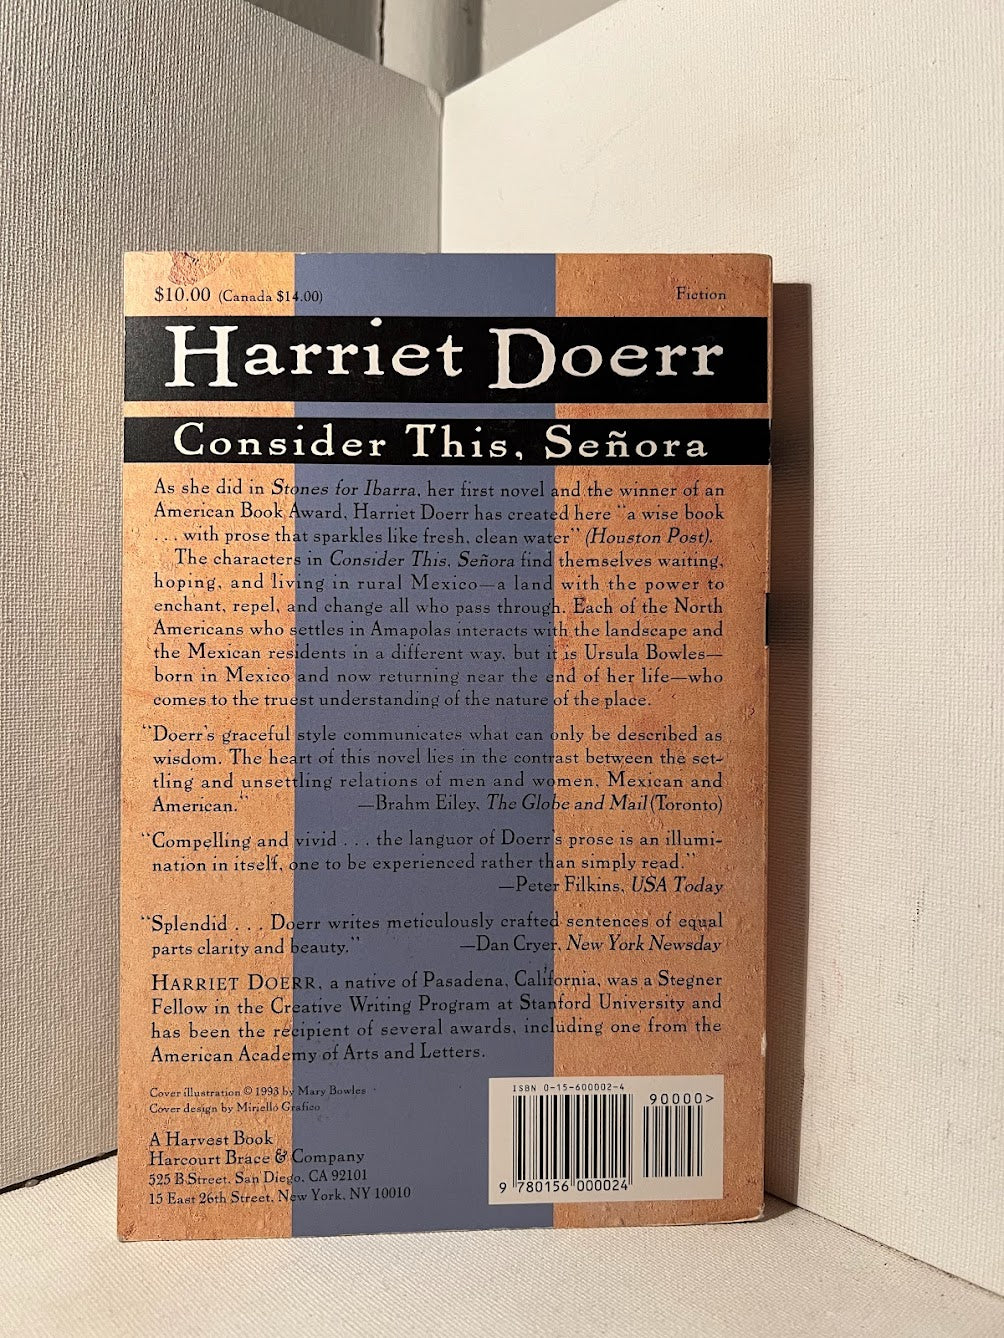 $10.00 (Canada $14.00)
Fiction
Harriet Doerr
Consider This, Señora
As she did in Stones for Ibarra, her first novel and the winner of an
American Book Award, Harriet Doerr has created here "a wise book
. . . with prose that sparkles like fresh, clean water" (Houston Post).
The characters in Consider This, Señora find themselves waiting,
hoping, and living in rural Mexico—a land with the power to
enchant, repel, and change all who pass through. Each of the North
Americans who settles in Amapolas interacts with the landscape and
the Mexican residents in a different way, but it is Ursula Bowles—
born in Mexico and now returning near the end of her life—who
comes to the truest understanding of the nature of the place.
"Doerr's graceful style communicates what can only be described as
wisdom. The heart of this novel lies in the contrast between the set-
tling and unsettling relations of men and women, Mexican and
American." —Brahm Eiley, The Globe and Mail (Toronto)
"Compelling and vivid . . . the languor of Doerr's prose is an illumi-
nation in itself, one to be experienced rather than simply read."
—Peter Filkins, USA Today
"Splendid . . . Doerr writes meticulously crafted sentences of equal
parts clarity and beauty." —Dan Cryer, New York Newsday
HARRIET DOERR, a native of Pasadena, California, was a Stegner
Fellow in the Creative Writing Program at Stanford University and
has been the recipient of several awards, including one from the
American Academy of Arts and Letters.
Cover illustration © 1993 by Mary Bowles
Cover design by Miriello Grafico
A Harvest Book
Harcourt Brace & Company
525 B Street, San Diego, CA 92101
15 East 26th Street, New York, NY 10010
ISBN 0-15-600002-4
90000>
9 780156 000024